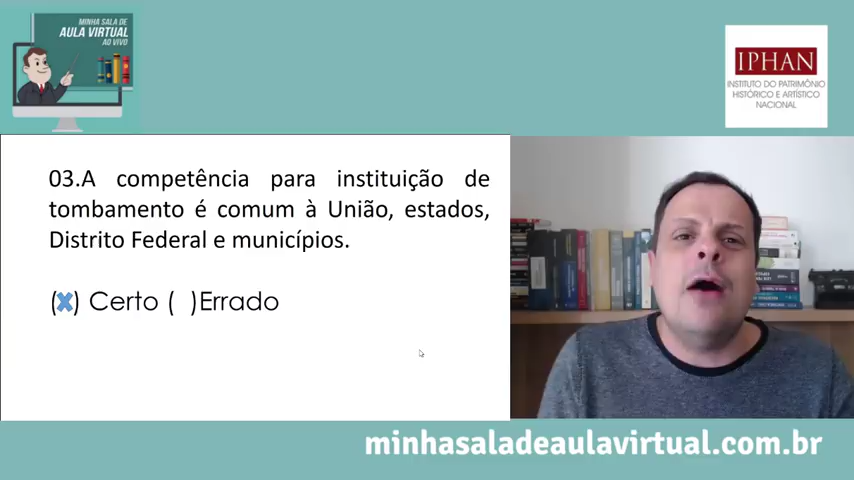 MINHA SALA DE
AULA VIRTUAL
AO VIVO
IPHAN
INSTITUTO DO PATRIMÔNIO
HISTÓRICO E ARTÍSTICO
NACIONAL
03.A competência para instituição de
tombamento é comum à União, estados,
Distrito Federal e municípios.
(x) Certo ( )Errado
minhasaladeaulavirtual.com.br